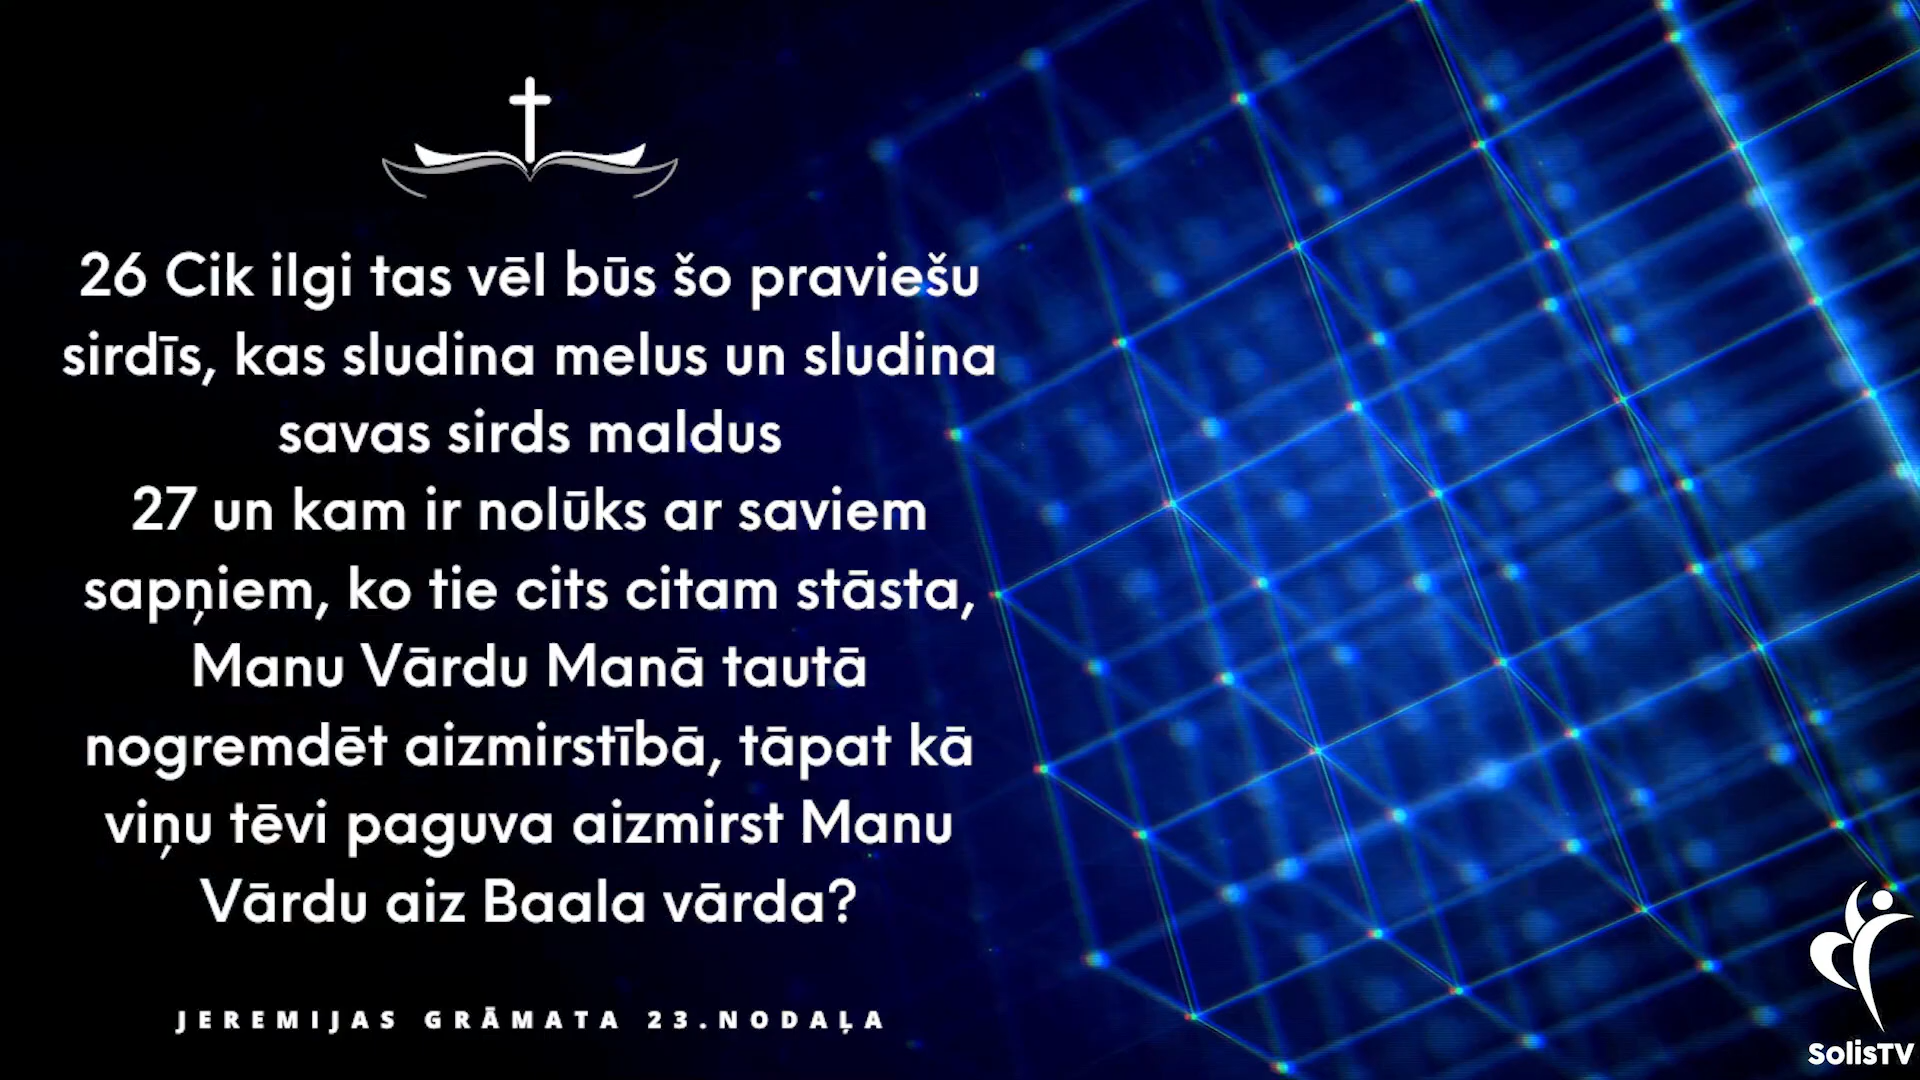 26 Cik ilgi tas vēl būs šo praviešu
sirdīs, kas sludina melus un sludina
savas sirds maldus
27 un kam ir nolūks ar saviem
sapņiem, ko tie cits citam stāsta,
Manu Vārdu Manā tautā
nogremdēt aizmirstībā, tāpat kā
viņu tēvi paguva aizmirst Manu
Vārdu aiz Baala vārda?
JEREMIJAS GRĀMATA 23.NODAĻA
SolisTV